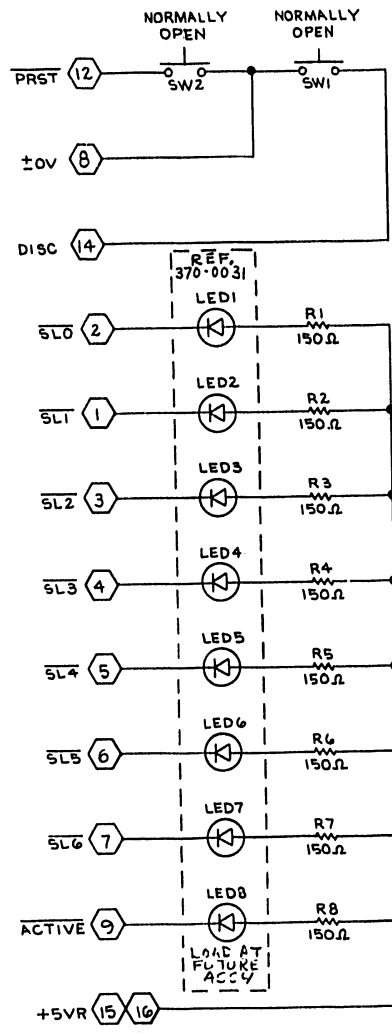 NORMALLY OPEN
NORMALLY OPEN
PRST 12
SW2
SW1
±0V 8
DISC 14
REF.
370-0031
LED1
R1
SL0 2
150Ω
LED2
R2
SL1 1
150Ω
LED3
R3
SL2 3
150Ω
LED4
R4
SL3 4
150Ω
LED5
R5
SL4 5
150Ω
LED6
R6
SL5 6
150Ω
LED7
R7
SL6 7
150Ω
LED8
R8
ACTIVE 9
150Ω
LOAD AT
FUTURE
ASSY
+5VR 15 16